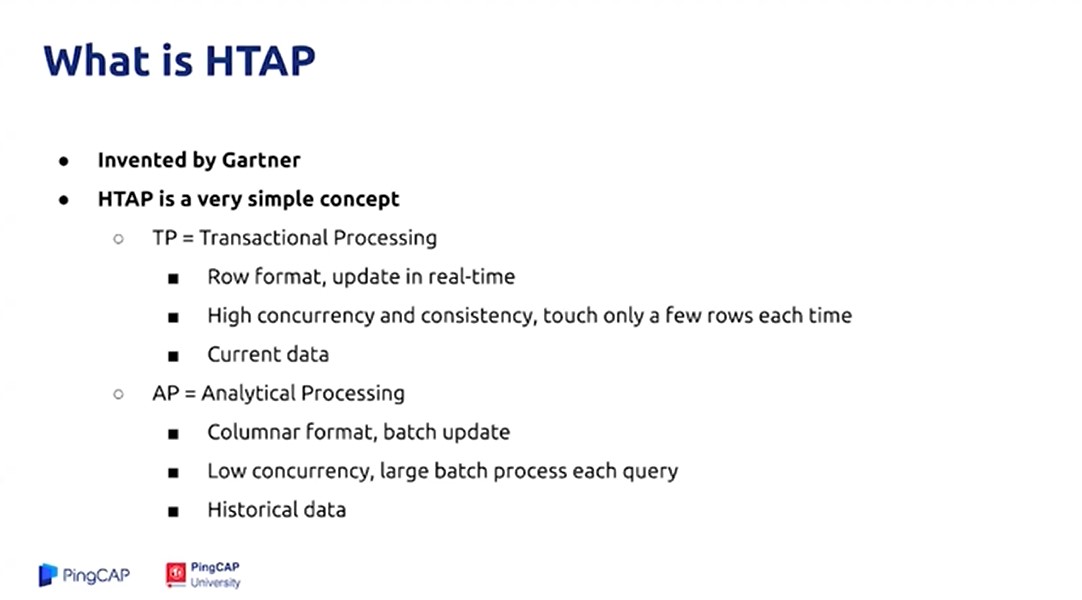 What is HTAP
● Invented by Gartner
● HTAP is a very simple concept
○ TP = Transactional Processing
■ Row format, update in real-time
■ High concurrency and consistency, touch only a few rows each time
■ Current data
○ AP = Analytical Processing
■ Columnar format, batch update
■ Low concurrency, large batch process each query
■ Historical data
PingCAP
PingCAP
University